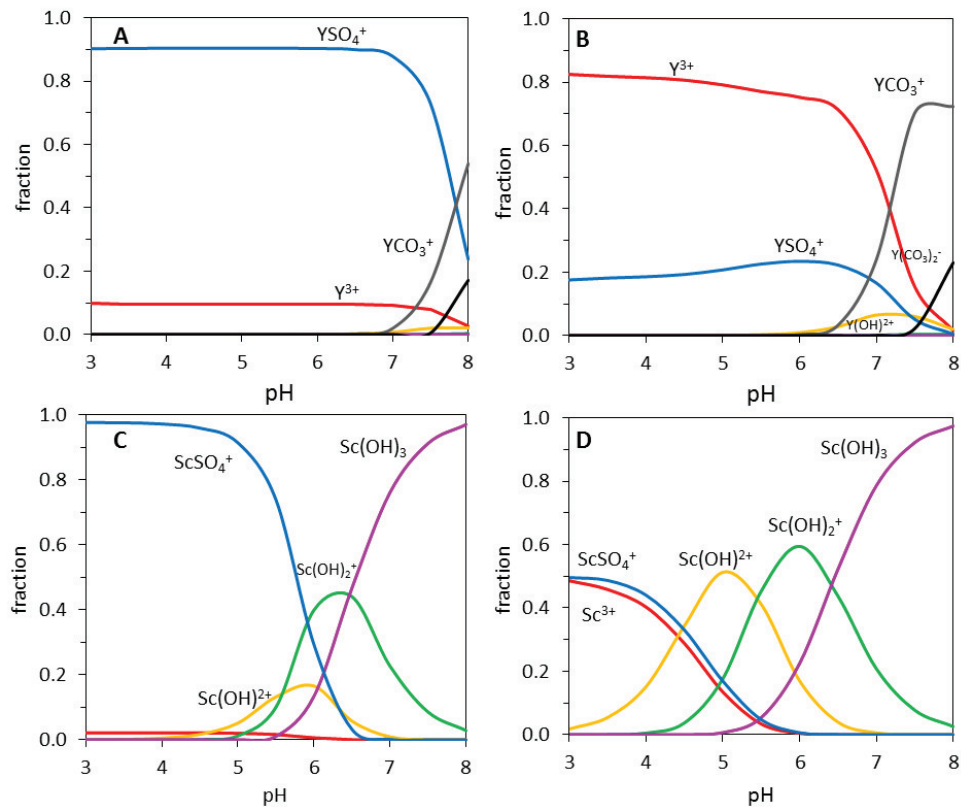 A
YSO₄⁺
YCO₃⁺
Y³⁺
fraction
1.0
0.8
0.6
0.4
0.2
0.0
3 4 5 6 7 8
pH
B
Y³⁺
YCO₃⁺
YSO₄⁺
Y(CO₃)₂⁻
Y(OH)²⁺
fraction
1.0
0.8
0.6
0.4
0.2
0.0
3 4 5 6 7 8
pH
C
ScSO₄⁺
Sc(OH)₃
Sc(OH)₂⁺
Sc(OH)²⁺
fraction
1.0
0.8
0.6
0.4
0.2
0.0
3 4 5 6 7 8
pH
D
Sc(OH)₃
Sc(OH)₂⁺
ScSO₄⁺
Sc(OH)²⁺
Sc³⁺
fraction
1.0
0.8
0.6
0.4
0.2
0.0
3 4 5 6 7 8
pH